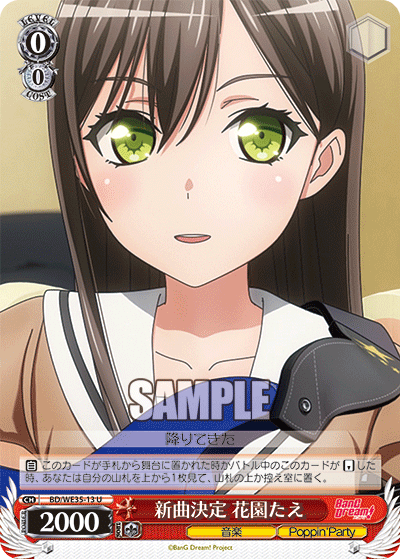 LEVEL
0
0
COST
SAMPLE
降りてきた
このカードが手札から舞台に置かれた時かバトル中のこのカードが【】した
時、あなたは自分の山札を上から1枚見て、山札の上か控え室に置く。
CH BD/WE35-13 U
2000
新曲決定 花園たえ
BanG Dream!
音楽
Poppin'Party
©BanG Dream! Project